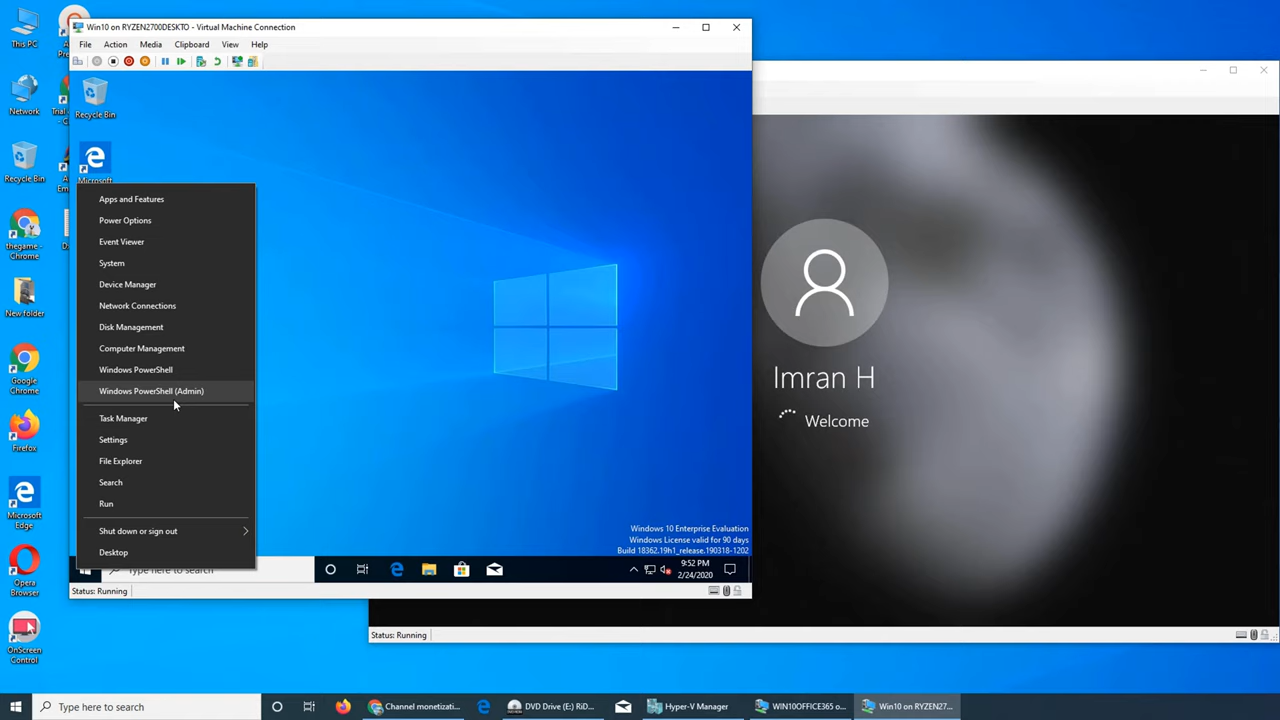 This PC
Network
Recycle Bin
thegame -
Chrome
New folder
Google
Chrome
Firefox
Microsoft
Edge
Opera
Browser
OnScreen
Control
Win10 on RYZEN2700DESKTO - Virtual Machine Connection
File Action Media Clipboard View Help
Recycle Bin
Microsoft
Apps and Features
Power Options
Event Viewer
System
Device Manager
Network Connections
Disk Management
Computer Management
Windows PowerShell
Windows PowerShell (Admin)
Task Manager
Settings
File Explorer
Search
Run
Shut down or sign out
Desktop
Windows 10 Enterprise Evaluation
Windows License valid for 90 days
Build 18362.19h1_release.190318-1202
Type here to search
9:52 PM
2/24/2020
Status: Running
Imran H
Welcome
Status: Running
Type here to search
Channel monetizati...
DVD Drive (E:) RiD...
Hyper-V Manager
WIN10OFFICE365 o...
Win10 on RYZEN27...